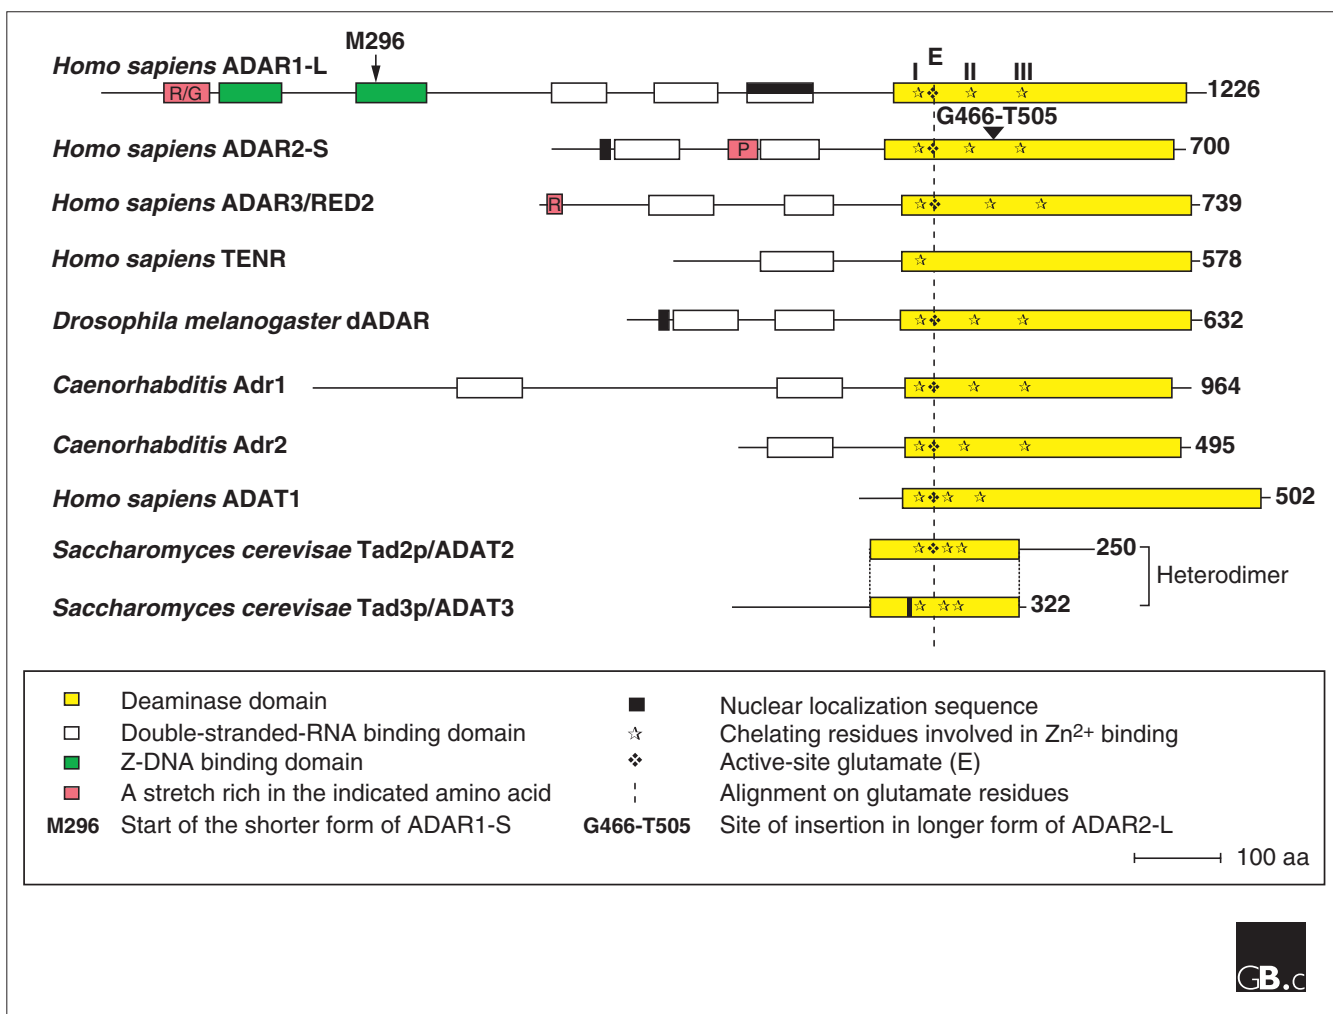 M296
Homo sapiens ADAR1-L
R/G
I E II III
1226
G466-T505
Homo sapiens ADAR2-S
P
700
Homo sapiens ADAR3/RED2
R
739
Homo sapiens TENR
578
Drosophila melanogaster dADAR
632
Caenorhabditis Adr1
964
Caenorhabditis Adr2
495
Homo sapiens ADAT1
502
Saccharomyces cerevisae Tad2p/ADAT2
250
Heterodimer
Saccharomyces cerevisae Tad3p/ADAT3
322
Deaminase domain
Double-stranded-RNA binding domain
Z-DNA binding domain
A stretch rich in the indicated amino acid
M296 Start of the shorter form of ADAR1-S
Nuclear localization sequence
Chelating residues involved in Zn2+ binding
Active-site glutamate (E)
Alignment on glutamate residues
G466-T505 Site of insertion in longer form of ADAR2-L
100 aa
GB.c